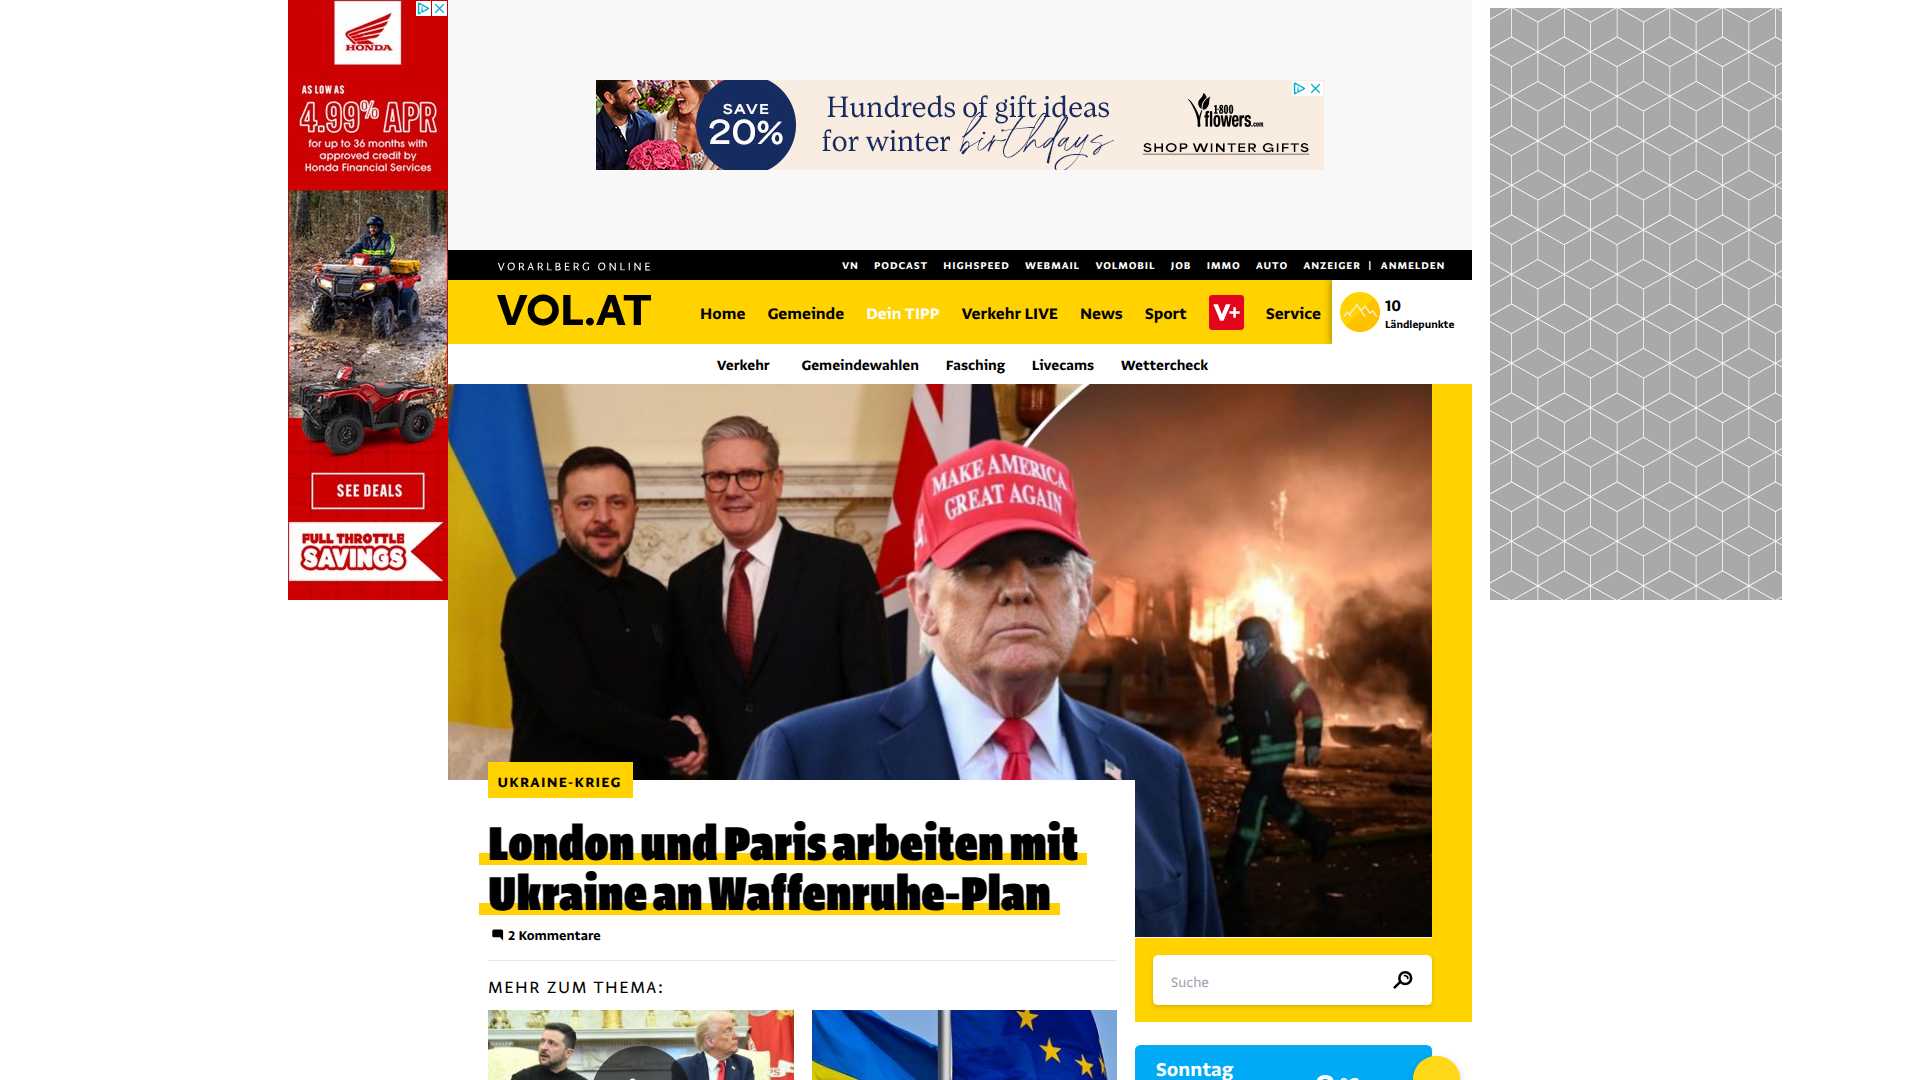 HONDA
AS LOW AS
4.99% APR
for up to 36 months with
approved credit by
Honda Financial Services
SEE DEALS
FULL THROTTLE
SAVINGS
SAVE
20%
Hundreds of gift ideas
for winter birthdays
1-800
flowers.com
SHOP WINTER GIFTS
VORARLBERG ONLINE
VN PODCAST HIGHSPEED WEBMAIL VOLMOBIL JOB IMMO AUTO ANZEIGER | ANMELDEN
VOL.AT
Home Gemeinde Dein TIPP Verkehr LIVE News Sport V+ Service
10
Ländlepunkte
Verkehr Gemeindewahlen Fasching Livecams Wettercheck
MAKE AMERICA
GREAT AGAIN
UKRAINE-KRIEG
London und Paris arbeiten mit
Ukraine an Waffenruhe-Plan
2 Kommentare
MEHR ZUM THEMA:
Suche
Sonntag